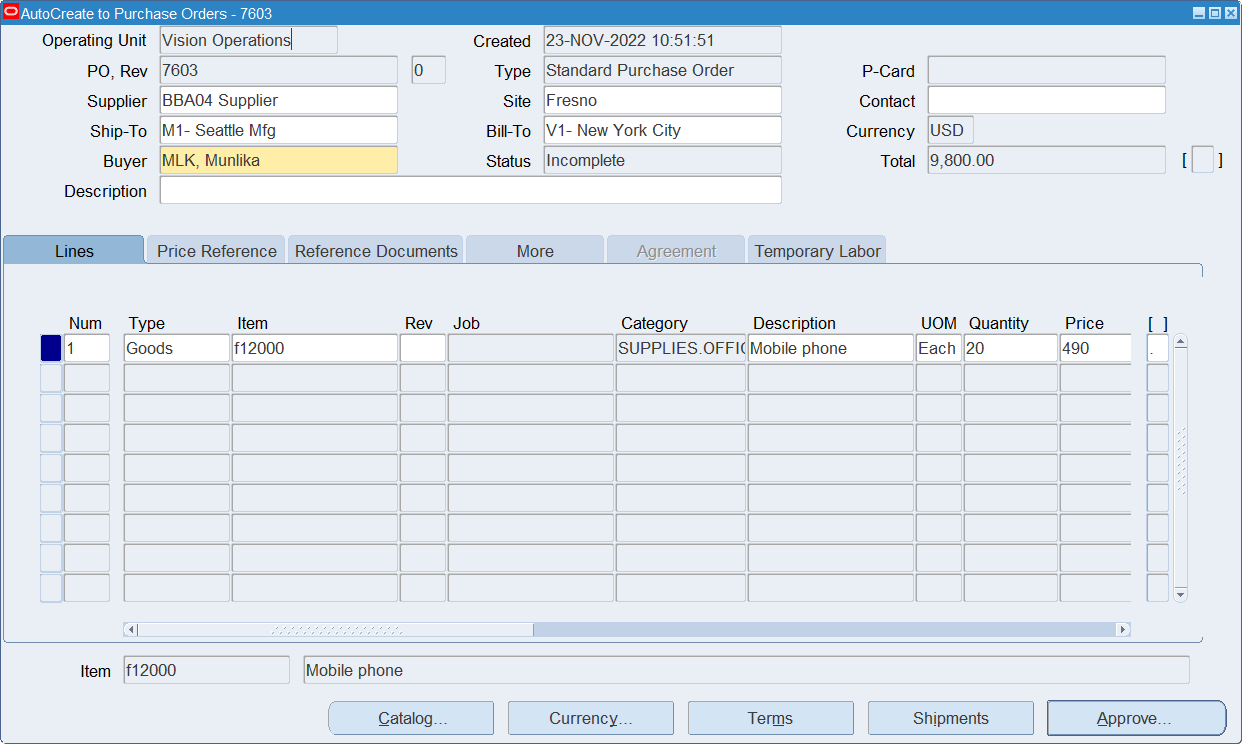 AutoCreate to Purchase Orders - 7603
Operating Unit Vision Operations Created 23-NOV-2022 10:51:51
PO, Rev 7603 0 Type Standard Purchase Order P-Card
Supplier BBA04 Supplier Site Fresno Contact
Ship-To M1- Seattle Mfg Bill-To V1- New York City Currency USD
Buyer MLK, Munlika Status Incomplete Total 9,800.00 [ ]
Description
Lines Price Reference Reference Documents More Agreement Temporary Labor
Num Type Item Rev Job Category Description UOM Quantity Price [ ]
1 Goods f12000 SUPPLIES.OFFIC Mobile phone Each 20 490 .
Item f12000 Mobile phone
Catalog... Currency... Terms Shipments Approve...